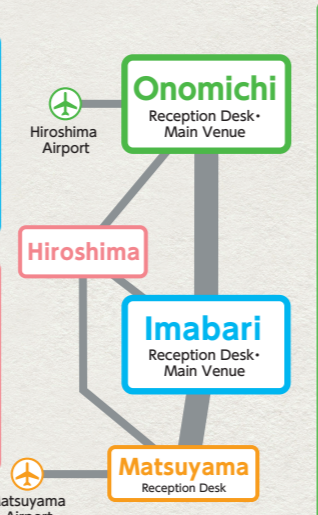 Onomichi
Reception Desk・
Main Venue
Hiroshima
Airport
Hiroshima
Imabari
Reception Desk・
Main Venue
Matsuyama
Reception Desk